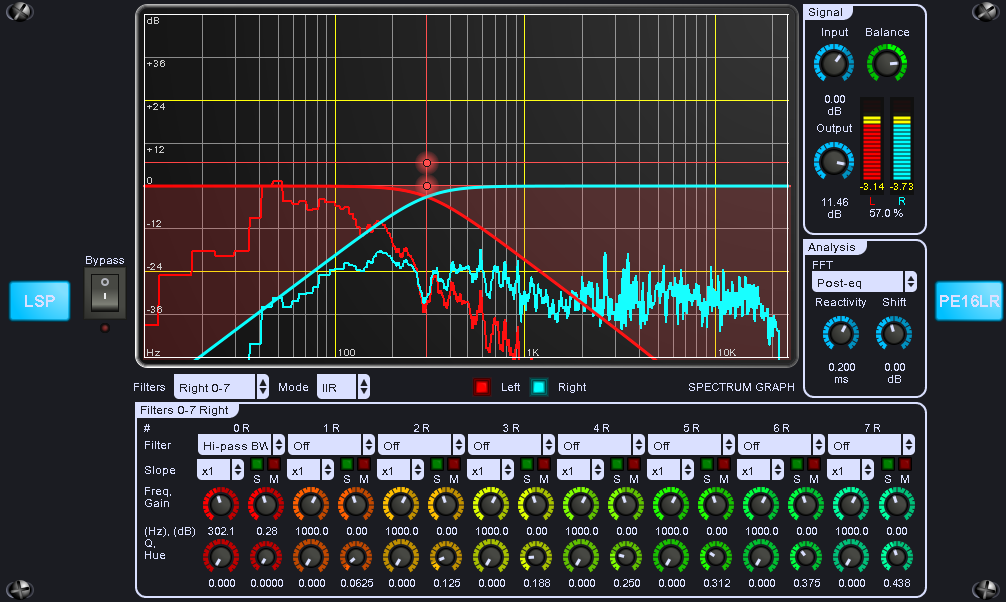 dB
+36
+24
+12
0
-12
-24
-36
Hz 100 1K 10K
Signal
Input Balance
0.00
dB
Output
11.46
dB
-3.14 -3.73
L R
57.0 %
Analysis
FFT
Post-eq
Reactivity Shift
0.200 0.00
ms dB
Bypass
LSP
PE16LR
Filters Right 0-7 Mode IIR Left Right SPECTRUM GRAPH
Filters 0-7 Right
# 0 R 1 R 2 R 3 R 4 R 5 R 6 R 7 R
Filter Hi-pass BW Off Off Off Off Off Off Off
Slope x1 x1 x1 x1 x1 x1 x1 x1
S M S M S M S M S M S M S M S M
Freq,
Gain
(Hz), (dB) 302.1 0.28 1000.0 0.00 1000.0 0.00 1000.0 0.00 1000.0 0.00 1000.0 0.00 1000.0 0.00 1000.0 0.00
Q,
Hue
0.000 0.0000 0.000 0.0625 0.000 0.125 0.000 0.188 0.000 0.250 0.000 0.312 0.000 0.375 0.000 0.438